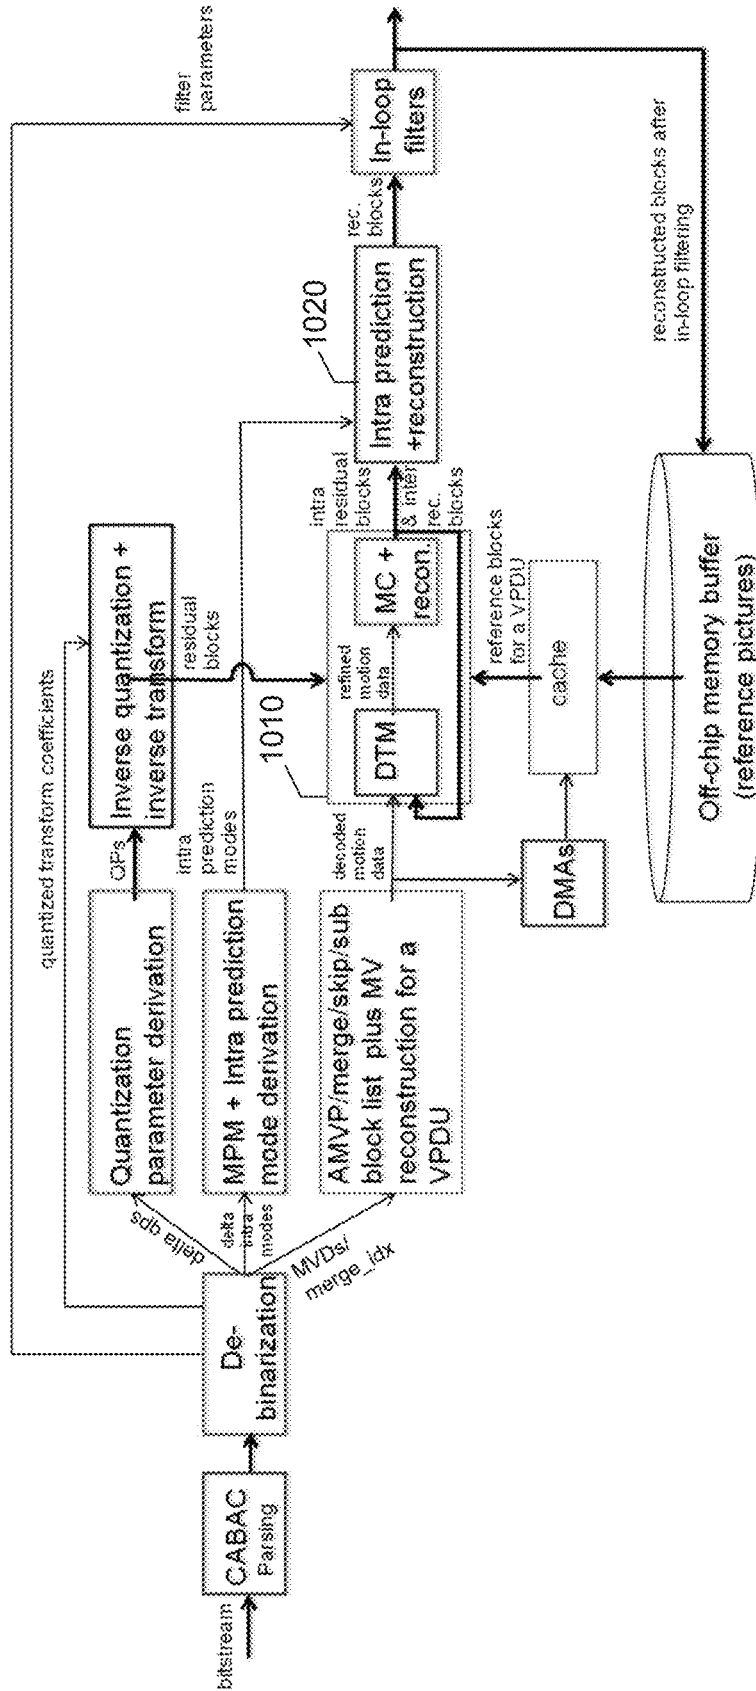 bitstream
CABAC
Parsing
De-
binarization
quantized transform coefficients
filter
parameters
delta qps
delta
intra
modes
MVDs/
merge_idx
Quantization
parameter derivation
MPM + Intra prediction
mode derivation
AMVP/merge/skip/sub
block list plus MV
reconstruction for a
VPDU
QPs
intra
prediction
modes
decoded
motion
data
Inverse quantization +
inverse transform
residual
blocks
1010
DTM
refined
motion
data
MC +
recon.
DMAs
cache
reference blocks
for a VPDU
Off-chip memory buffer
(reference pictures)
intra
residual
blocks
& inter
rec.
blocks
1020
Intra prediction
+reconstruction
rec.
blocks
In-loop
filters
reconstructed blocks after
in-loop filtering